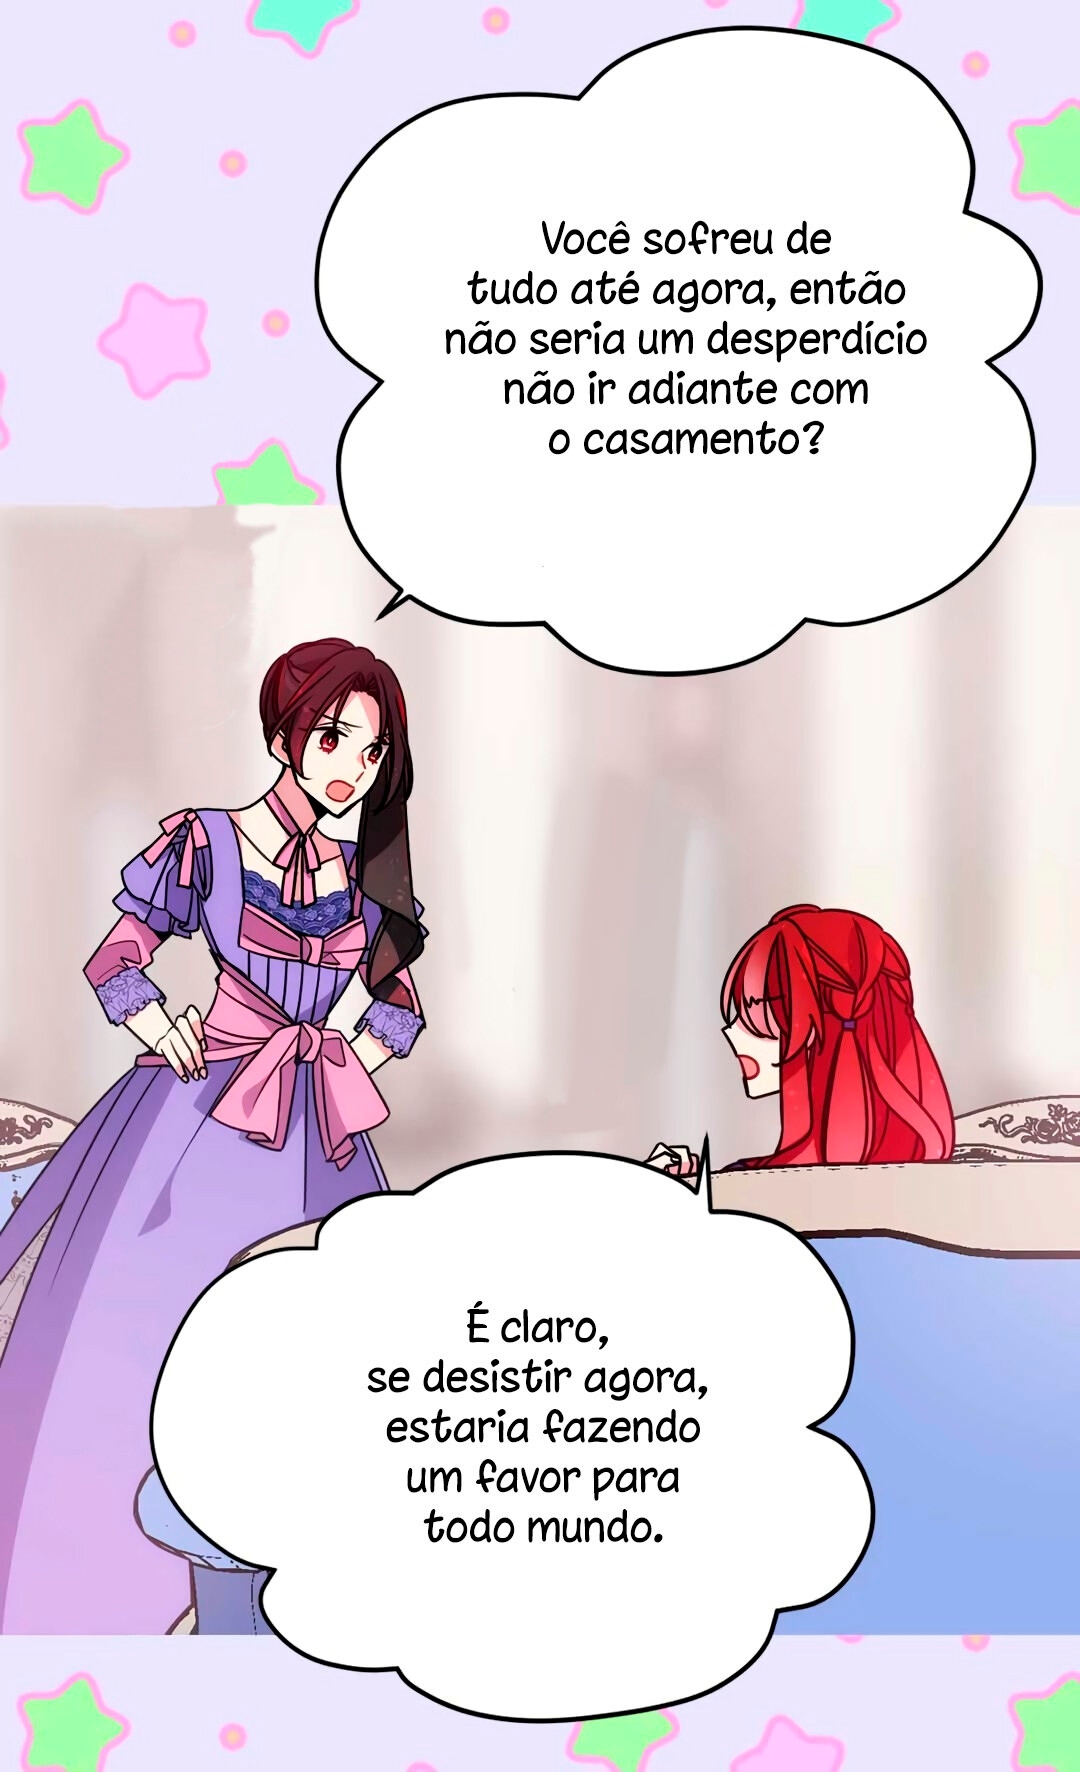 Você sofreu de
tudo até agora, então
não seria um desperdício
não ir adiante com
o casamento?
É claro,
se desistir agora,
estaria fazendo
um favor para
todo mundo.